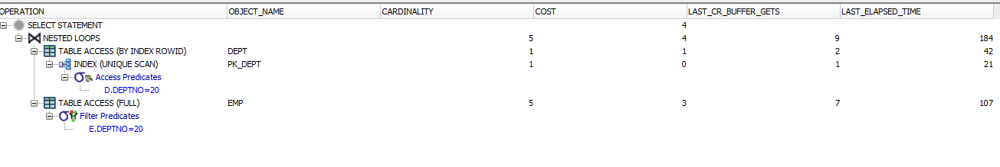 OPERATION OBJECT_NAME CARDINALITY COST LAST_CR_BUFFER_GETS LAST_ELAPSED_TIME
SELECT STATEMENT 4
NESTED LOOPS 5 4 9 184
TABLE ACCESS (BY INDEX ROWID) DEPT 1 1 2 42
INDEX (UNIQUE SCAN) PK_DEPT 1 0 1 21
Access Predicates
D.DEPTNO=20
TABLE ACCESS (FULL) EMP 5 3 7 107
Filter Predicates
E.DEPTNO=20